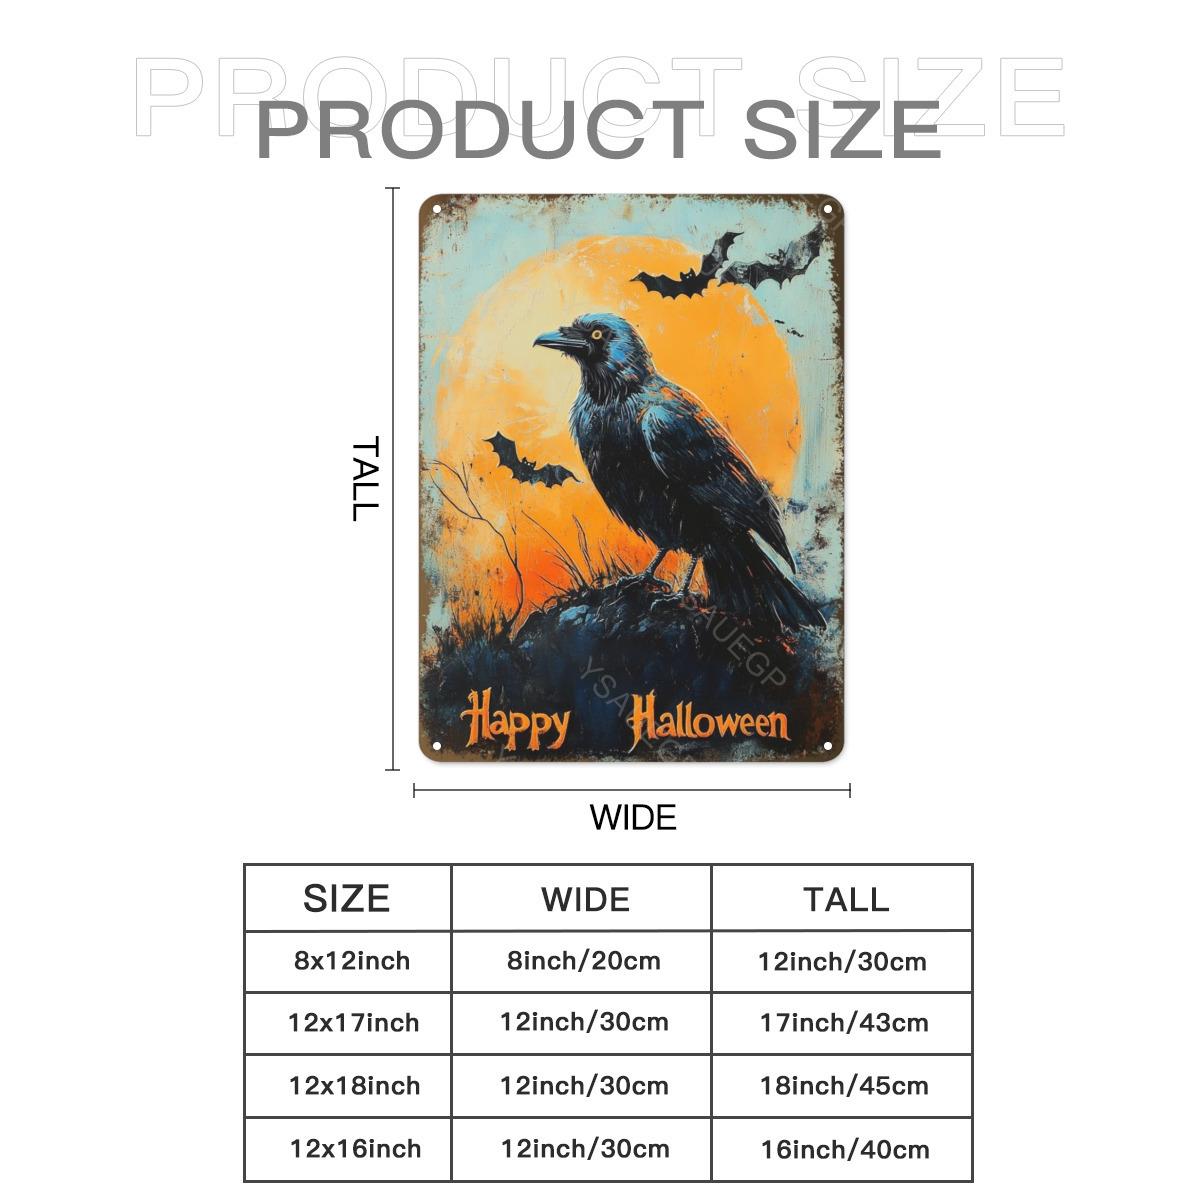 PRODUCT SIZE
PRODUCT SIZE
TALL
YSAUEGP
YSAUEGP
Happy Halloween
WIDE
SIZE WIDE TALL
8x12inch 8inch/20cm 12inch/30cm
12x17inch 12inch/30cm 17inch/43cm
12x18inch 12inch/30cm 18inch/45cm
12x16inch 12inch/30cm 16inch/40cm